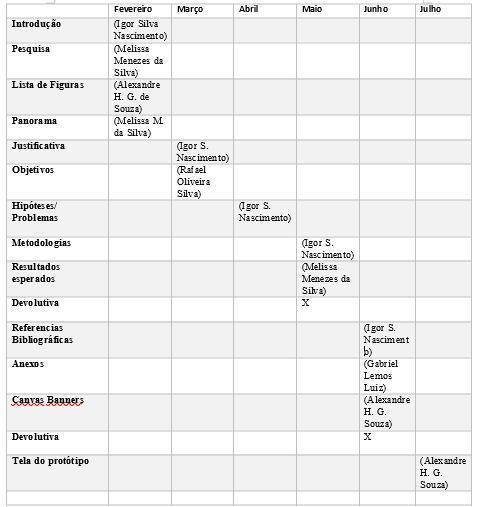 Fevereiro Março Abril Maio Junho Julho
Introdução (Igor Silva
Nascimento)
Pesquisa (Melissa
Menezes da
Silva)
Lista de Figuras (Alexandre
H. G. de
Souza)
Panorama (Melissa M.
da Silva)
Justificativa (Igor S.
Nascimento)
Objetivos (Rafael
Oliveira
Silva)
Hipóteses/ (Igor S.
Problemas Nascimento)
Metodologias (Igor S.
Nascimento)
Resultados (Melissa
esperados Menezes da
Silva)
Devolutiva X
Referencias (Igor S.
Bibliográficas Nasciment
o)
Anexos (Gabriel
Lemos
Luiz)
Canvas Banners (Alexandre
H. G.
Souza)
Devolutiva X
Tela do protótipo (Alexandre
H. G.
Souza)